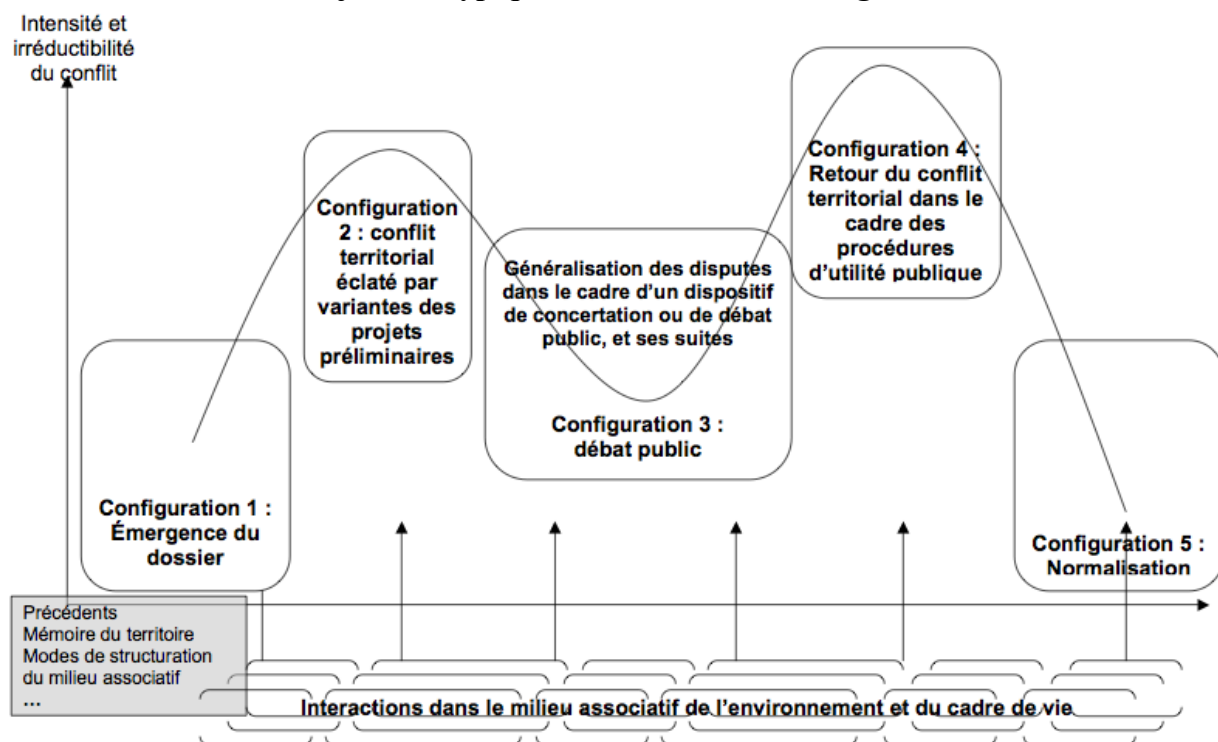 Intensité et
irréductibilité
du conflit
Configuration
2 : conflit
territorial
éclaté par
variantes des
projets
préliminaires
Configuration 4 :
Retour du conflit
territorial dans le
cadre des
procédures
d'utilité publique
Généralisation des disputes
dans le cadre d'un dispositif
de concertation ou de débat
public, et ses suites
Configuration 3 :
débat public
Configuration 1 :
Émergence du
dossier
Configuration 5 :
Normalisation
Précédents
Mémoire du territoire
Modes de structuration
du milieu associatif
...
Interactions dans le milieu associatif de l'environnement et du cadre de vie